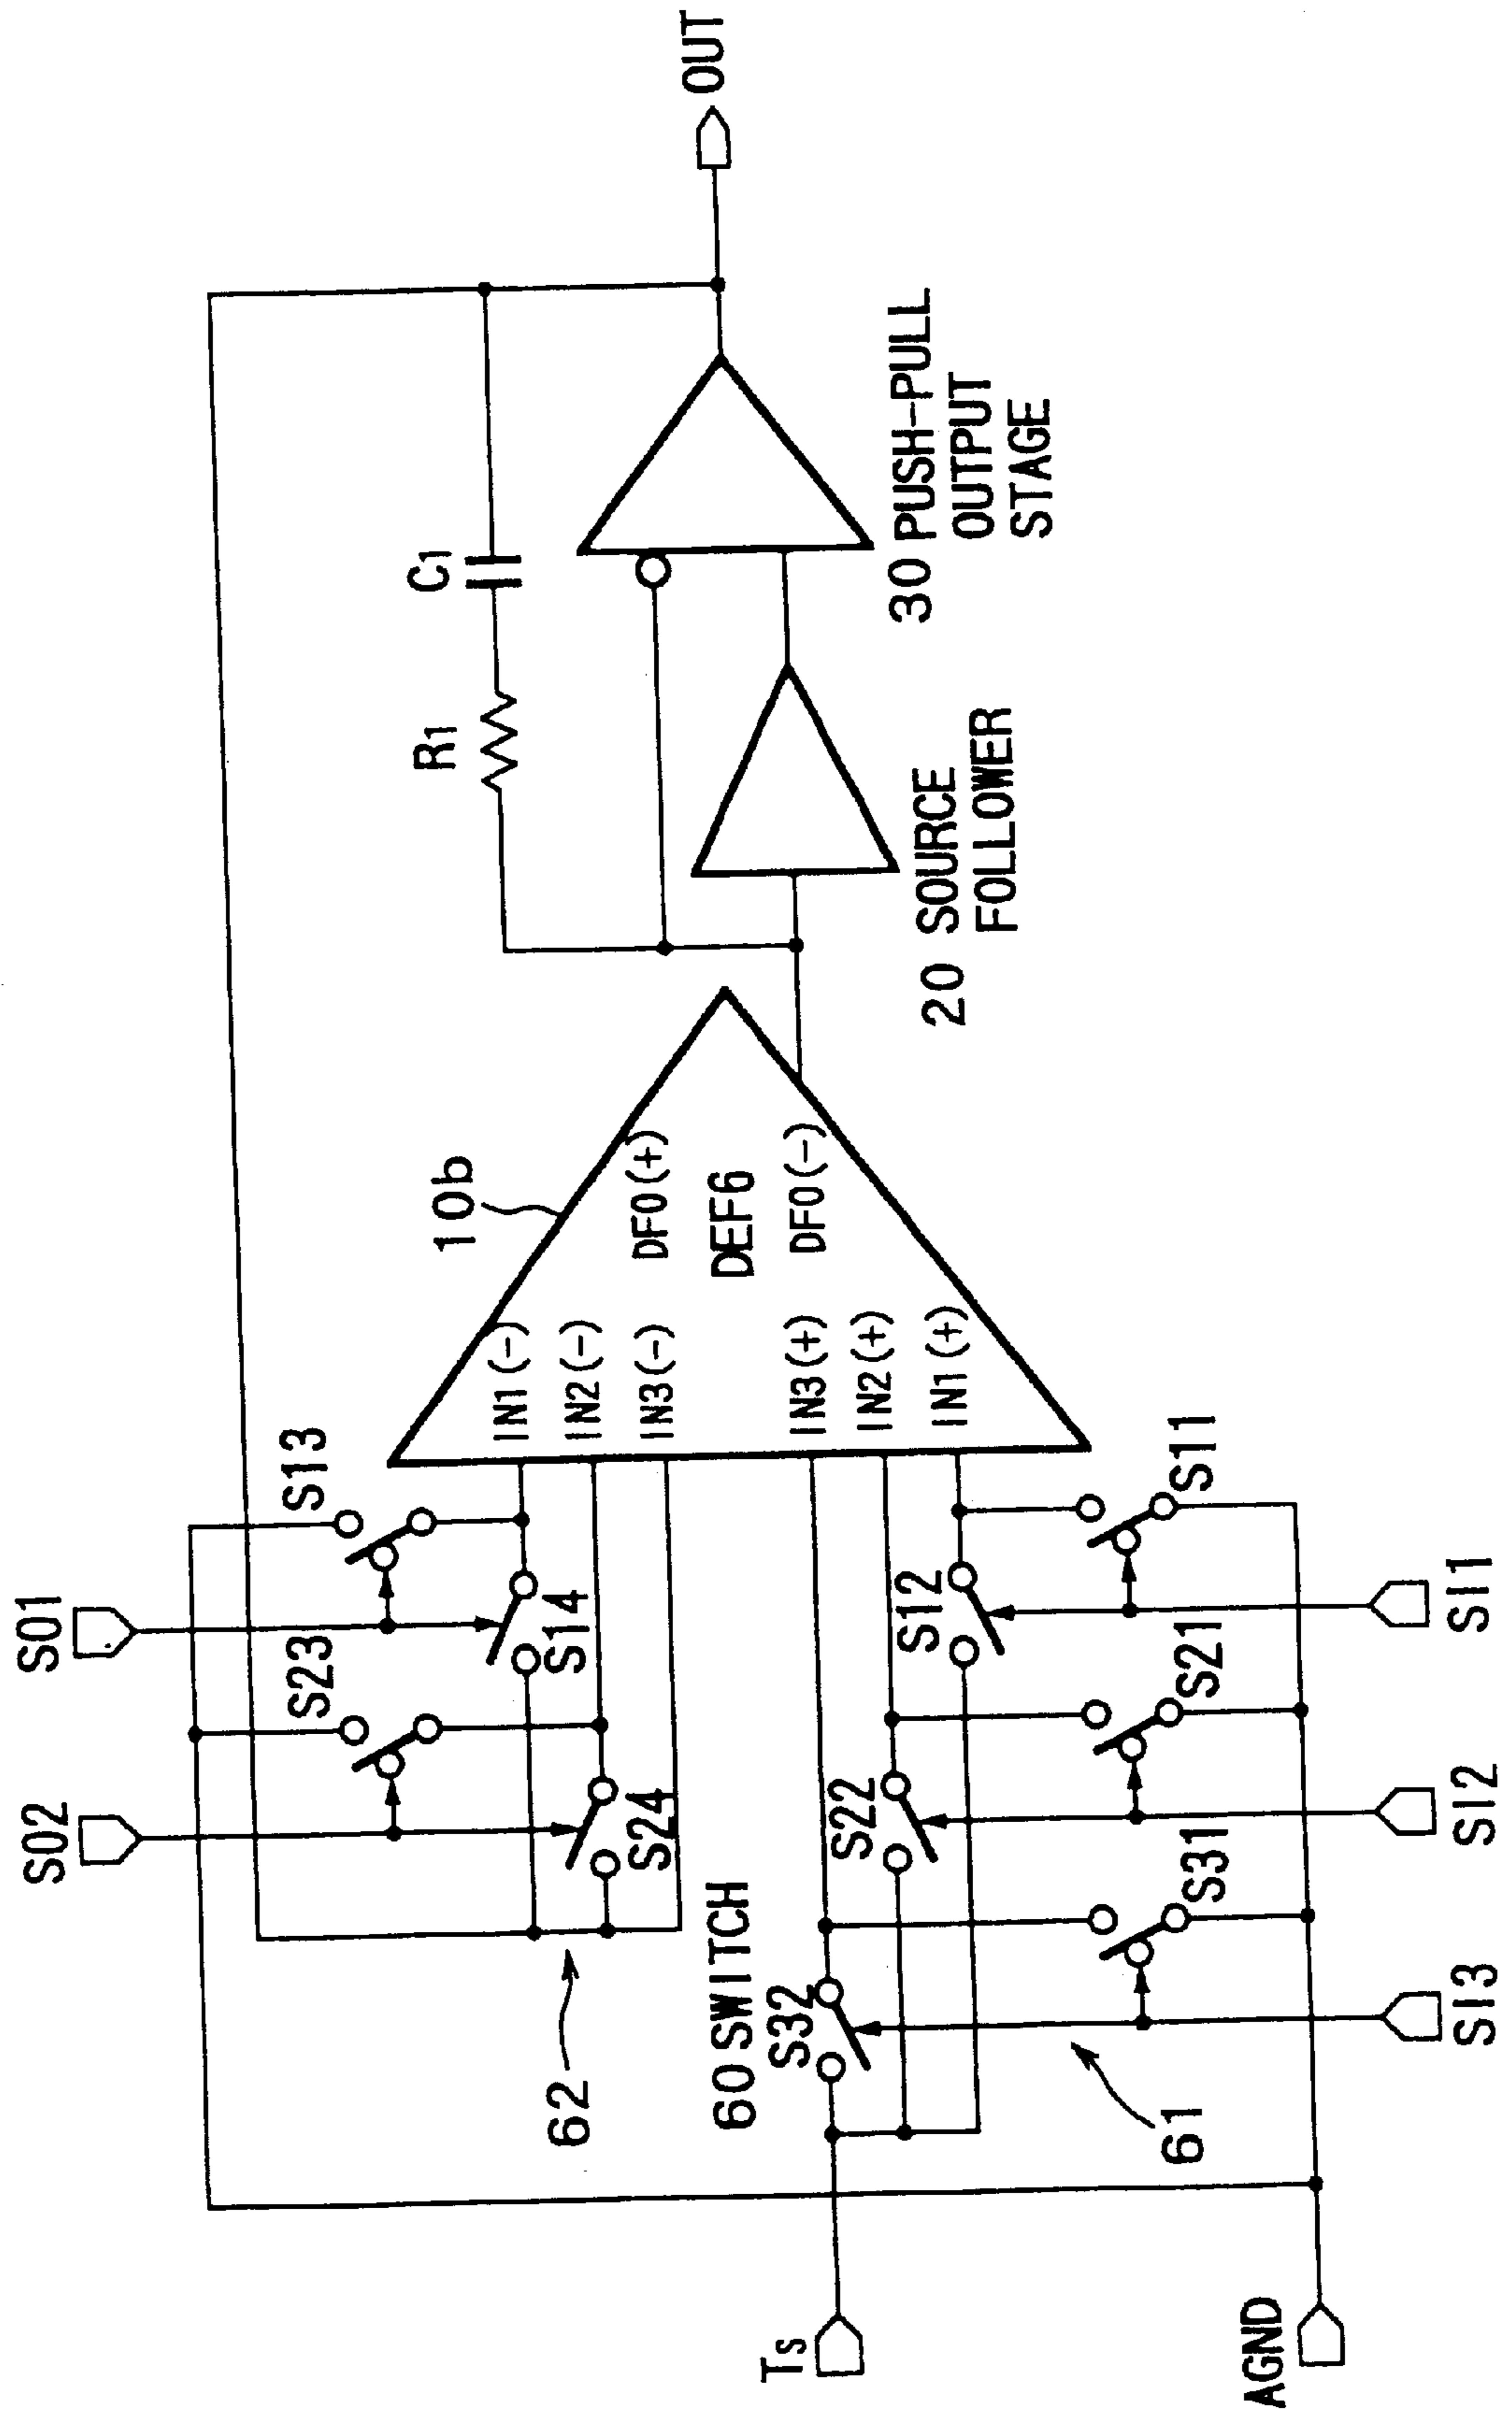 S02
S01
S23
S13
S14
S24
62
60 SWITCH
S32
S22
S12
S31
S21
S11
61
SI3
SI2
SI1
Ts
AGND
10b
IN1(-)
IN2(-)
IN3(-)
IN3(+)
IN2(+)
IN1(+)
DFO(+)
DEF6
DFO(-)
R1
C1
20 SOURCE
FOLLOWER
30 PUSH-PULL
OUTPUT
STAGE
OUT